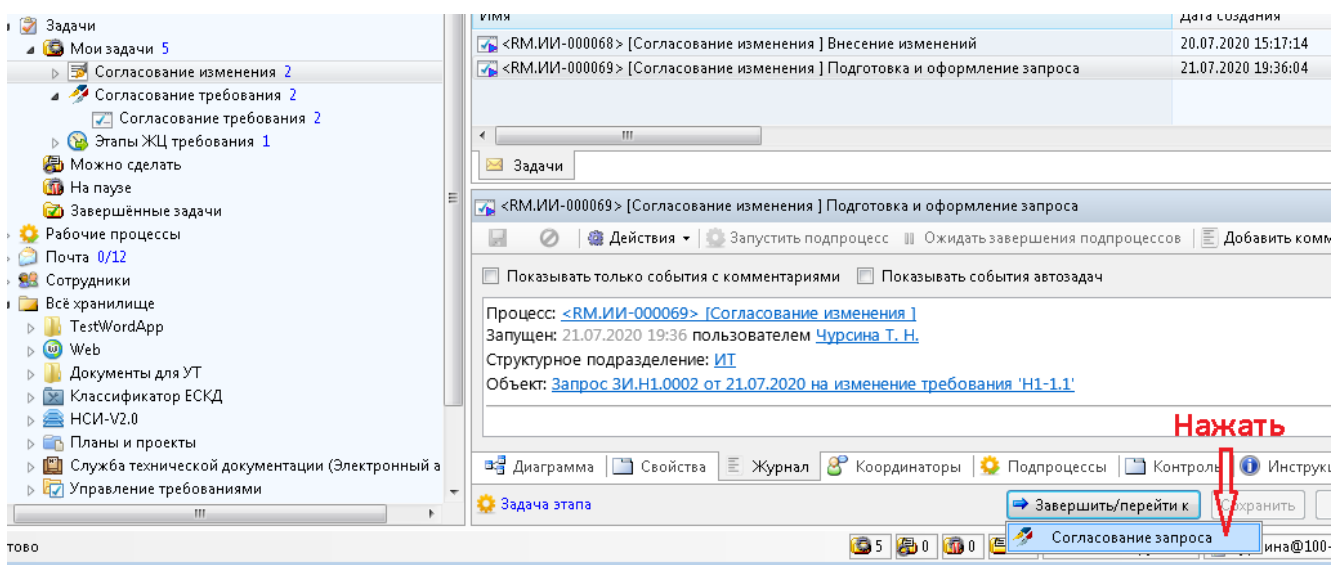 Задачи
Мои задачи 5
Согласование изменения 2
Согласование требования 2
Согласование требования 2
Этапы ЖЦ требования 1
Можно сделать
На паузе
Завершённые задачи
Рабочие процессы
Почта 0/12
Сотрудники
Всё хранилище
TestWordApp
Web
Документы для УТ
Классификатор ЕСКД
НСИ-V2.0
Планы и проекты
Служба технической документации (Электронный а
Управление требованиями
Имя Дата создания
<RM.ИИ-000068> [Согласование изменения ] Внесение изменений 20.07.2020 15:17:14
<RM.ИИ-000069> [Согласование изменения ] Подготовка и оформление запроса 21.07.2020 19:36:04
Задачи
<RM.ИИ-000069> [Согласование изменения ] Подготовка и оформление запроса
Действия Запустить подпроцесс Ожидать завершения подпроцессов Добавить комм
Показывать только события с комментариями Показывать события автозадач
Процесс: <RM.ИИ-000069> [Согласование изменения ]
Запущен: 21.07.2020 19:36 пользователем Чурсина Т. Н.
Структурное подразделение: ИТ
Объект: Запрос ЗИ.Н1.0002 от 21.07.2020 на изменение требования 'Н1-1.1'
Нажать
Диаграмма Свойства Журнал Координаторы Подпроцессы Контроль Инструкц
Задача этапа Завершить/перейти к Сохранить
Согласование запроса
тово 5 0 0 ина@100-